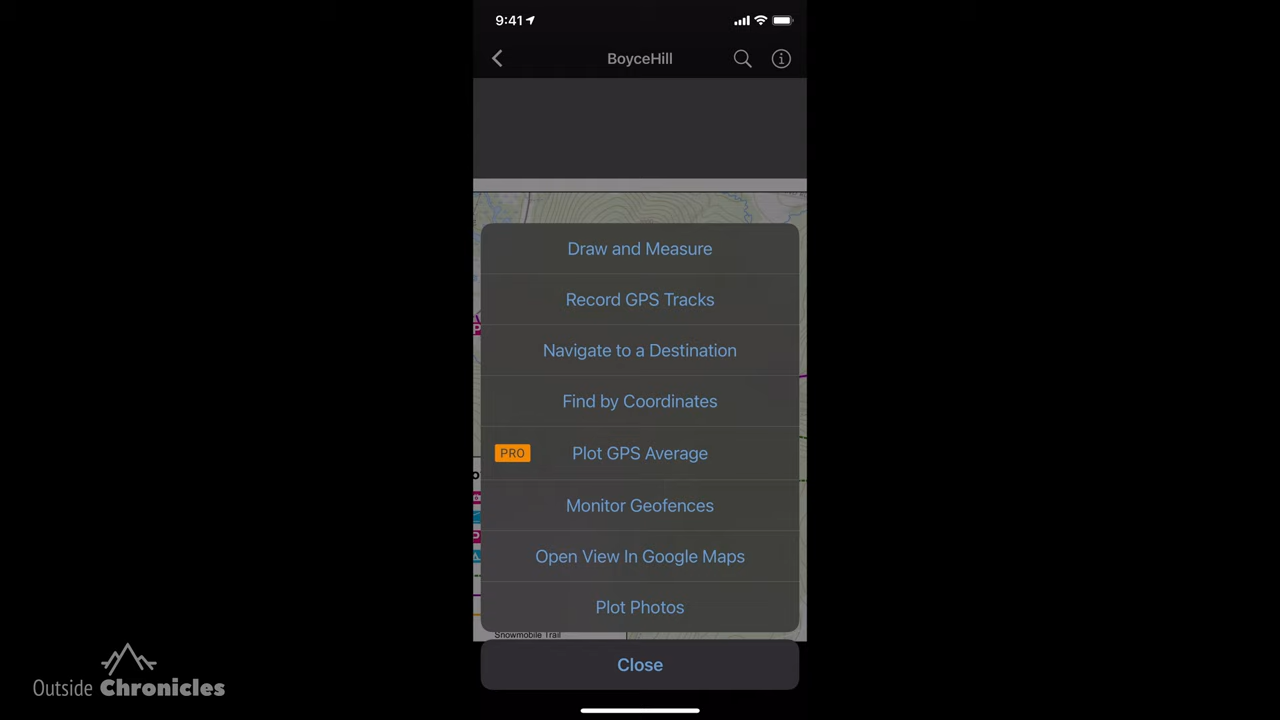 9:41
BoyceHill
Draw and Measure
Record GPS Tracks
Navigate to a Destination
Find by Coordinates
PRO Plot GPS Average
Monitor Geofences
Open View In Google Maps
Plot Photos
Snowmobile Trail
Close
Outside Chronicles